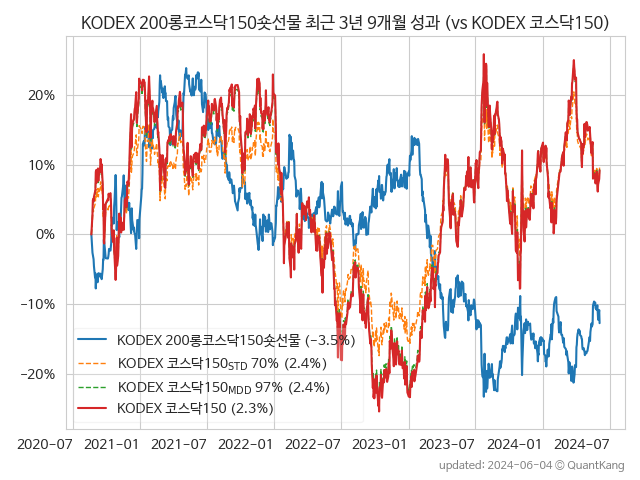 KODEX 200롱코스닥150숏선물 최근 3년 9개월 성과 (vs KODEX 코스닥150)
20%
10%
0%
−10%
−20%
KODEX 200롱코스닥150숏선물 (−3.5%)
KODEX 코스닥150STD 70% (2.4%)
KODEX 코스닥150MDD 97% (2.4%)
KODEX 코스닥150 (2.3%)
2020-07 2021-01 2021-07 2022-01 2022-07 2023-01 2023-07 2024-01 2024-07
updated: 2024-06-04 © QuantKang